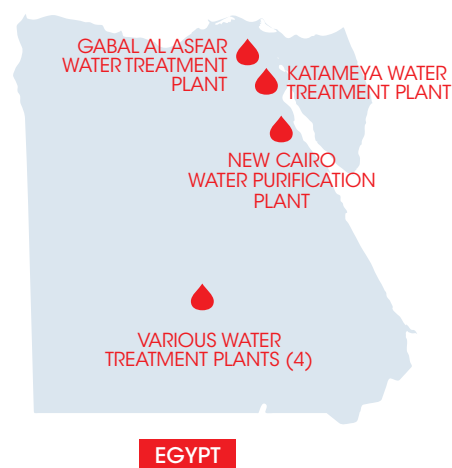 GABAL AL ASFAR
WATER TREATMENT
PLANT
KATAMEYA WATER
TREATMENT PLANT
NEW CAIRO
WATER PURIFICATION
PLANT
VARIOUS WATER
TREATMENT PLANTS (4)
EGYPT